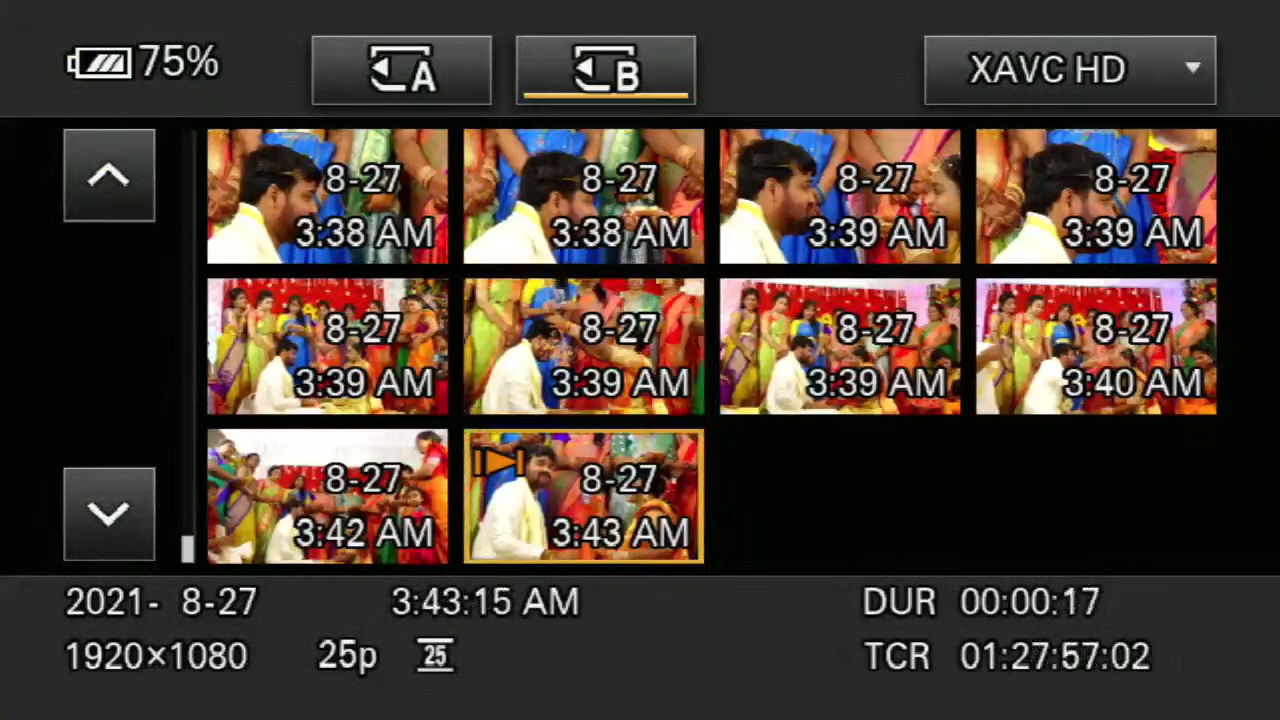 75%
A
B
XAVC HD
8-27
3:38 AM
8-27
3:38 AM
8-27
3:39 AM
8-27
3:39 AM
8-27
3:39 AM
8-27
3:39 AM
8-27
3:39 AM
8-27
3:40 AM
8-27
3:42 AM
8-27
3:43 AM
2021- 8-27 3:43:15 AM DUR 00:00:17
1920×1080 25p 25 TCR 01:27:57:02